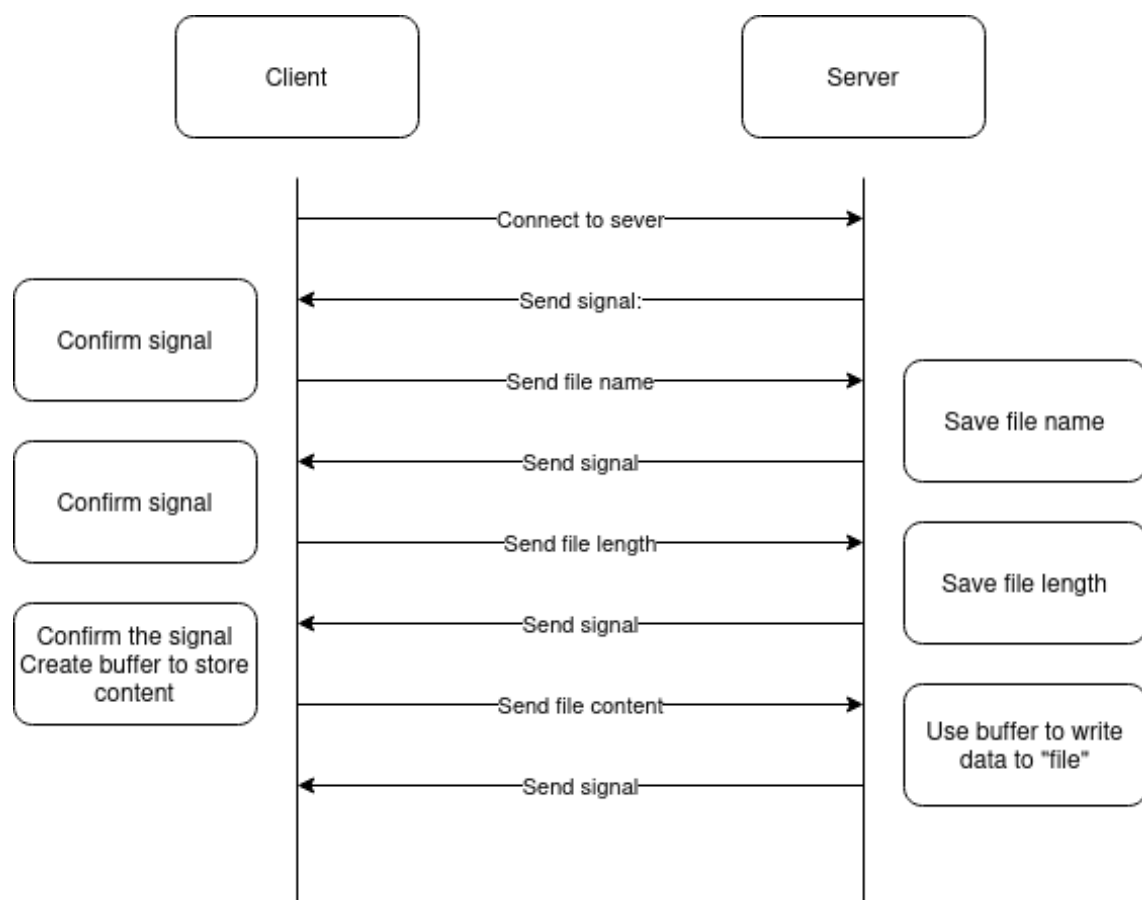 Client
Server
Connect to sever
Send signal:
Confirm signal
Send file name
Save file name
Send signal
Confirm signal
Send file length
Save file length
Send signal
Confirm the signal
Create buffer to store
content
Send file content
Use buffer to write
data to "file"
Send signal